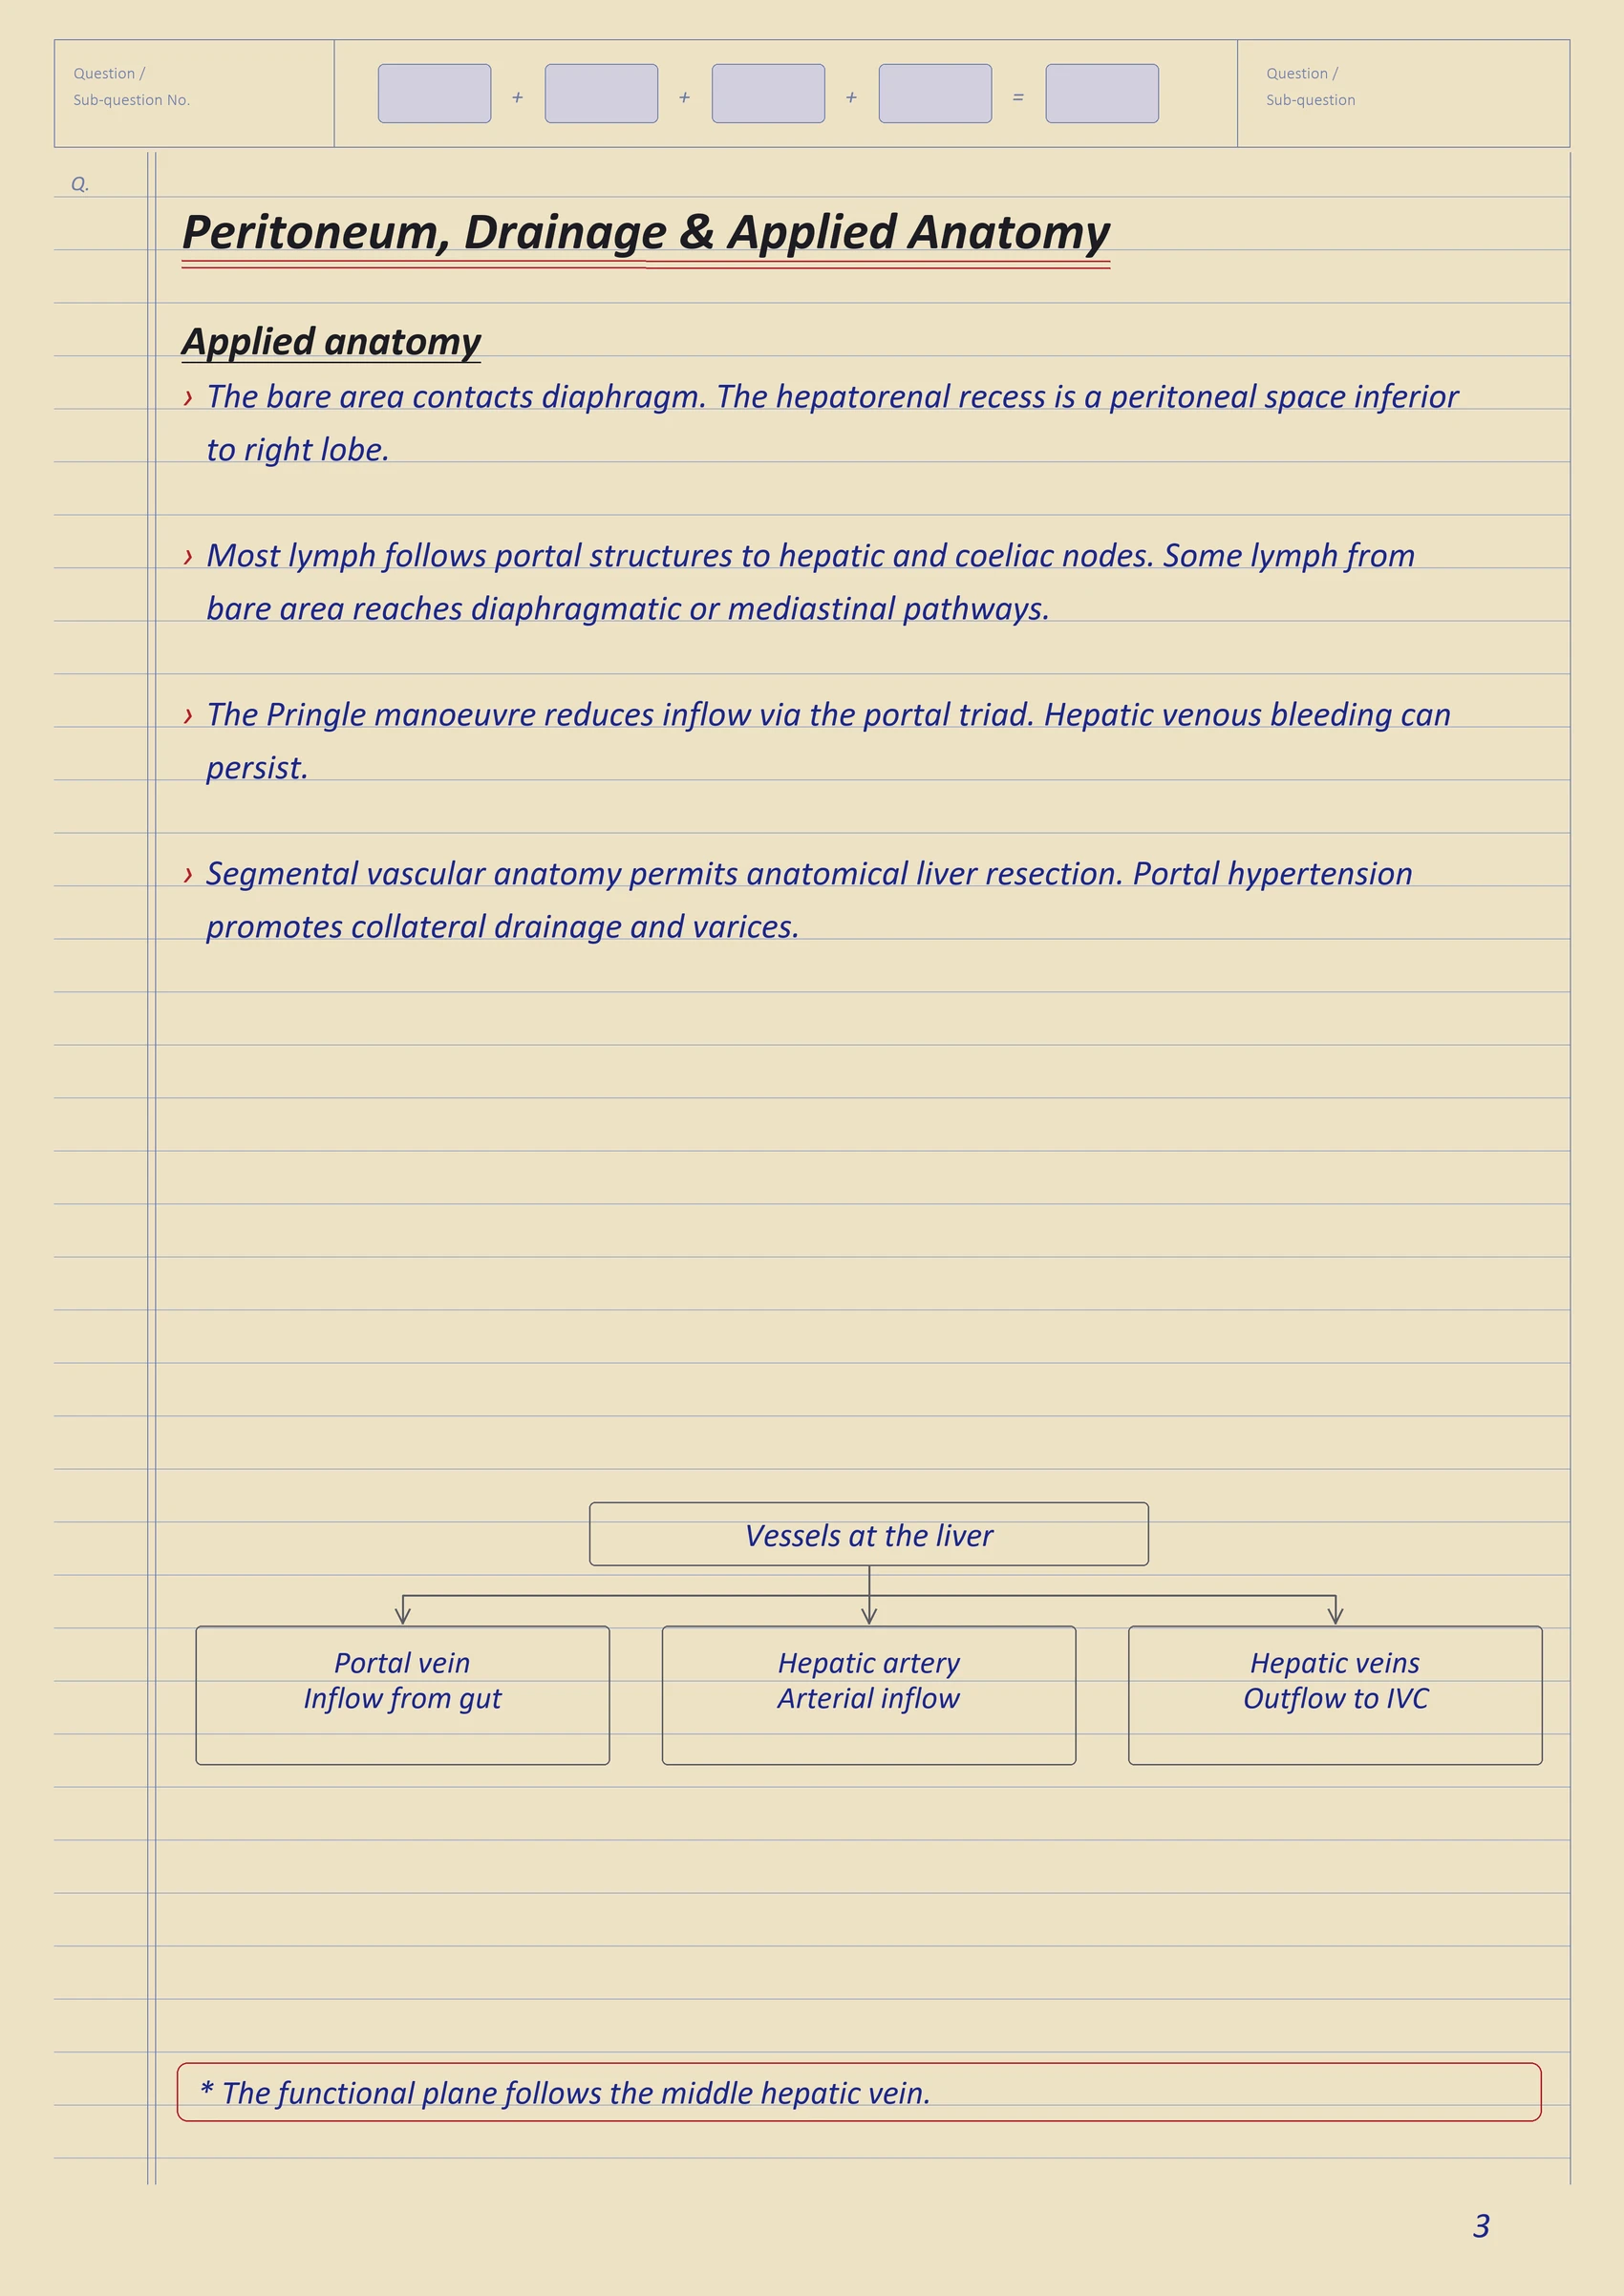 Question /
Sub-question No.
+ + + =
Question /
Sub-question
Q.
Peritoneum, Drainage & Applied Anatomy
Applied anatomy
› The bare area contacts diaphragm. The hepatorenal recess is a peritoneal space inferior
to right lobe.
› Most lymph follows portal structures to hepatic and coeliac nodes. Some lymph from
bare area reaches diaphragmatic or mediastinal pathways.
› The Pringle manoeuvre reduces inflow via the portal triad. Hepatic venous bleeding can
persist.
› Segmental vascular anatomy permits anatomical liver resection. Portal hypertension
promotes collateral drainage and varices.
Vessels at the liver
Portal vein
Inflow from gut
Hepatic artery
Arterial inflow
Hepatic veins
Outflow to IVC
* The functional plane follows the middle hepatic vein.
3